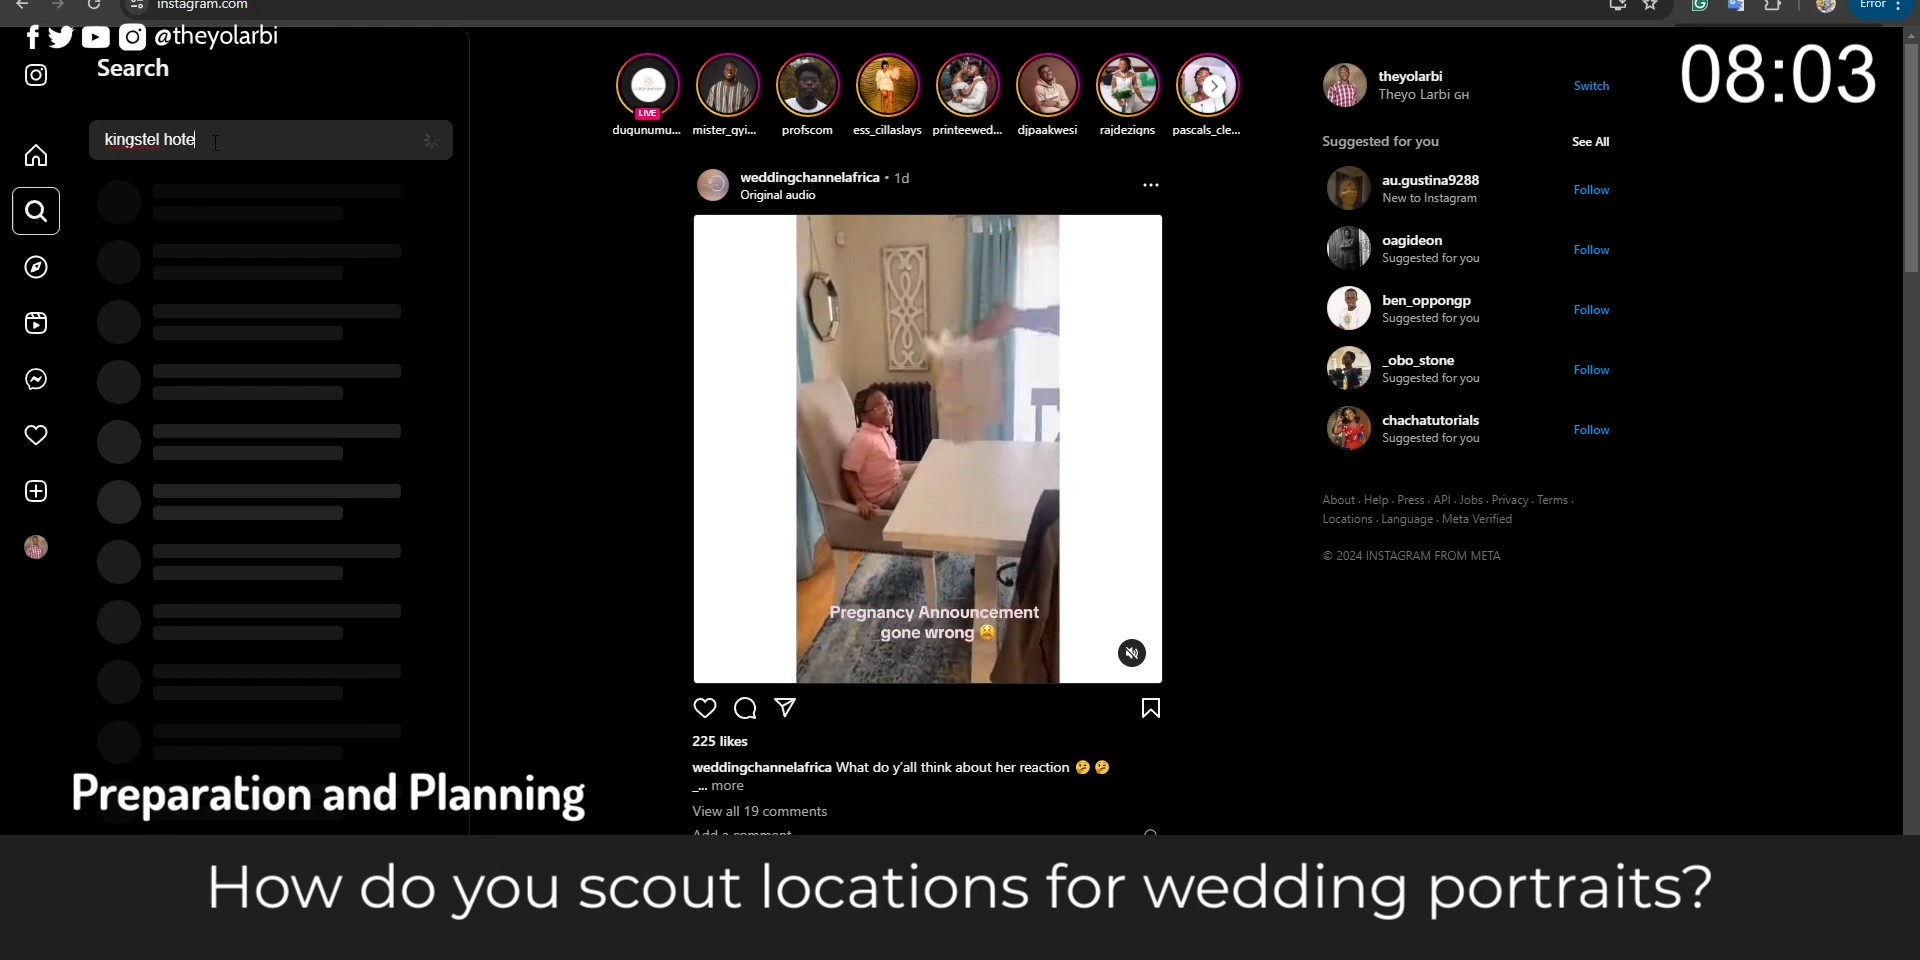 instagram.com
Error
@theyolarbi
08:03
Search
kingstel hote
LIVE
duqunumu...
mister_qyi...
profscom
ess_cillaslays
printeewed...
djpaakwesi
rajdeziqns
pascals_cle...
weddingchannelafrica • 1d
Original audio
Pregnancy Announcement
gone wrong 😫
225 likes
weddingchannelafrica What do y'all think about her reaction 🤔 🤔
_... more
View all 19 comments
Add a comment
theyolarbi
Theyo Larbi GH
Switch
Suggested for you
See All
au.gustina9288
New to Instagram
Follow
oagideon
Suggested for you
Follow
ben_oppongp
Suggested for you
Follow
_obo_stone
Suggested for you
Follow
chachatutorials
Suggested for you
Follow
About · Help · Press · API · Jobs · Privacy · Terms ·
Locations · Language · Meta Verified
© 2024 INSTAGRAM FROM META
Preparation and Planning
How do you scout locations for wedding portraits?